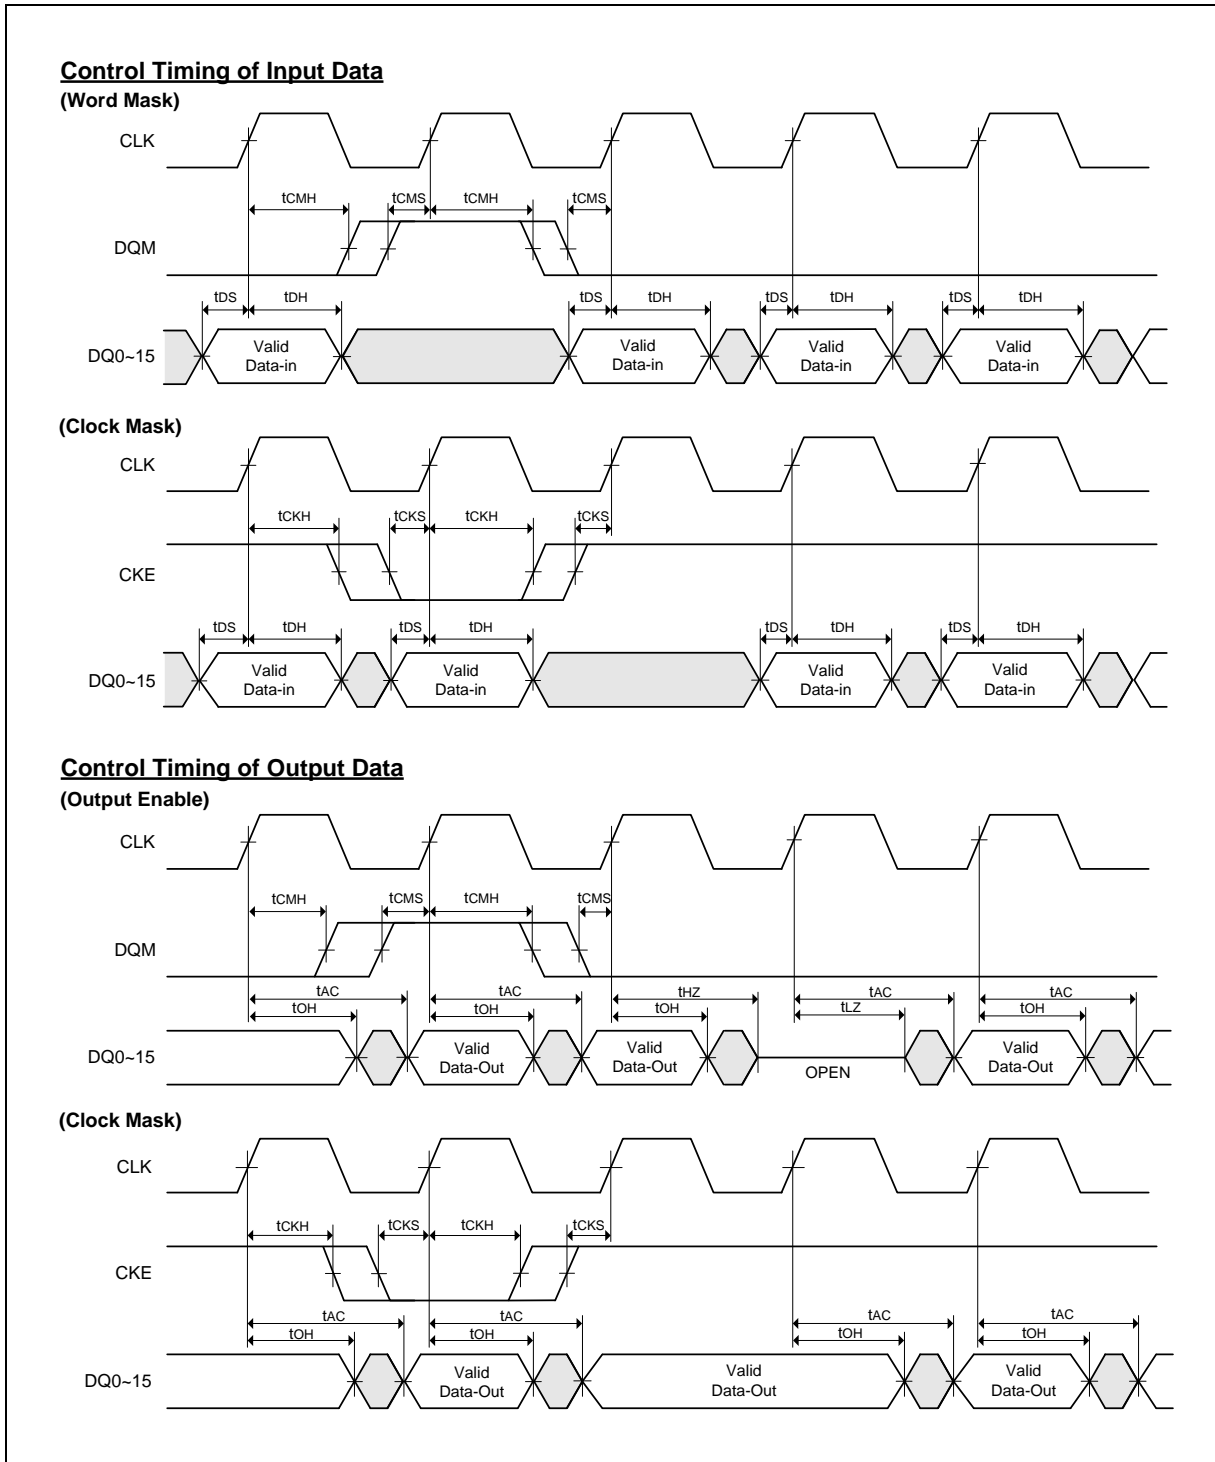 Control Timing of Input Data
(Word Mask)
CLK
tCMH tCMS tCMH tCMS
DQM
tDS tDH tDS tDH tDS tDH tDS tDH
DQ0~15
Valid Data-in Valid Data-in Valid Data-in Valid Data-in
(Clock Mask)
CLK
tCKH tCKS tCKH tCKS
CKE
tDS tDH tDS tDH tDS tDH tDS tDH
DQ0~15
Valid Data-in Valid Data-in Valid Data-in Valid Data-in
Control Timing of Output Data
(Output Enable)
CLK
tCMH tCMS tCMH tCMS
DQM
tAC tAC tHZ tAC tAC
tOH tOH tOH tLZ tOH
DQ0~15
Valid Data-Out Valid Data-Out OPEN Valid Data-Out
(Clock Mask)
CLK
tCKH tCKS tCKH tCKS
CKE
tAC tAC tAC tAC
tOH tOH tOH tOH
DQ0~15
Valid Data-Out Valid Data-Out Valid Data-Out